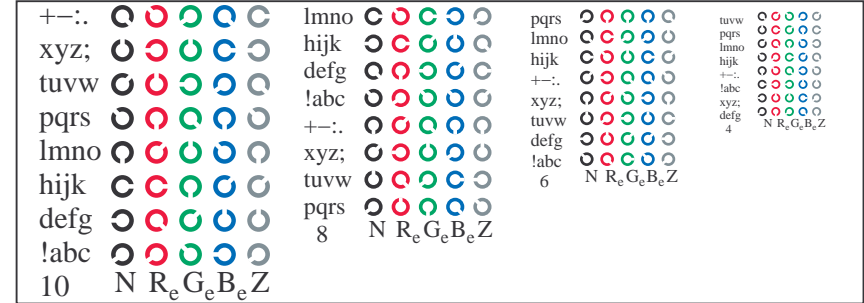 +−:.
xyz;
tuvw
pqrs
lmno
hijk
defg
!abc
10 N ReGeBeZ
lmno
hijk
defg
!abc
+−:.
xyz;
tuvw
pqrs
8 N ReGeBeZ
pqrs
lmno
hijk
+−:.
xyz;
tuvw
defg
!abc
6 N ReGeBeZ
tuvw
pqrs
lmno
hijk
+−:.
!abc
xyz;
defg
4 N ReGeBeZ